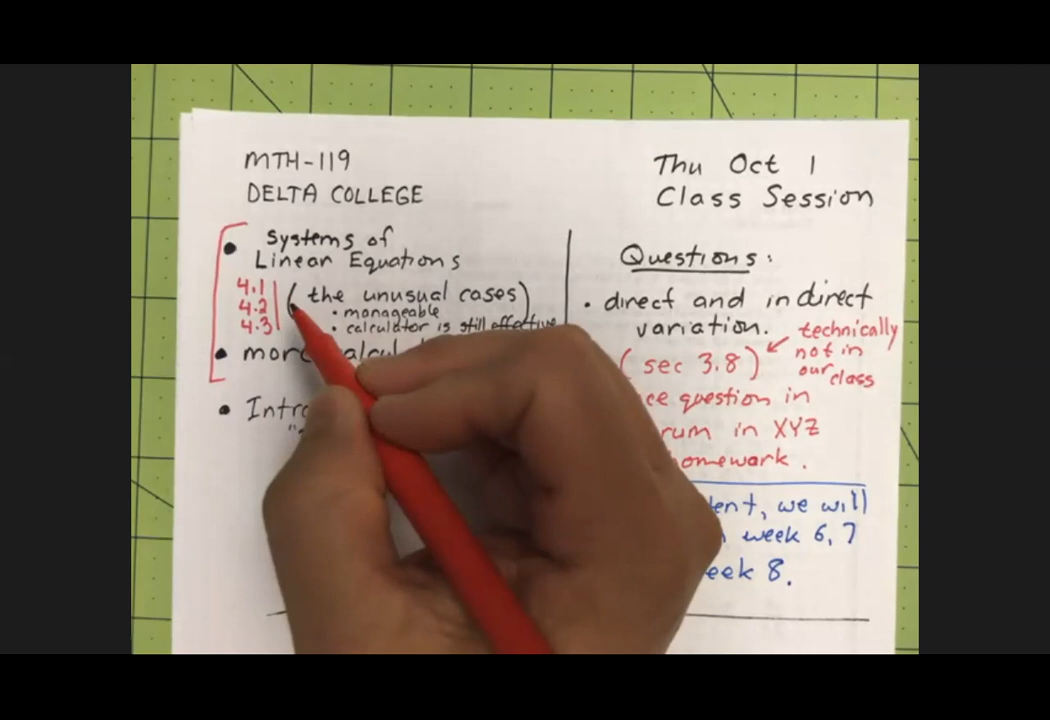 MTH-119
DELTA COLLEGE
Thu Oct 1
Class Session
• Systems of
Linear Equations
4.1
4.2
4.3
(the unusual cases)
• manageable
• calculator is still effective
•
• Intro
Questions:
• direct and indirect
variation.
(sec 3.8)
technically
not in
our class
question in
in XYZ
homework.
we will
week 6, 7
week 8.